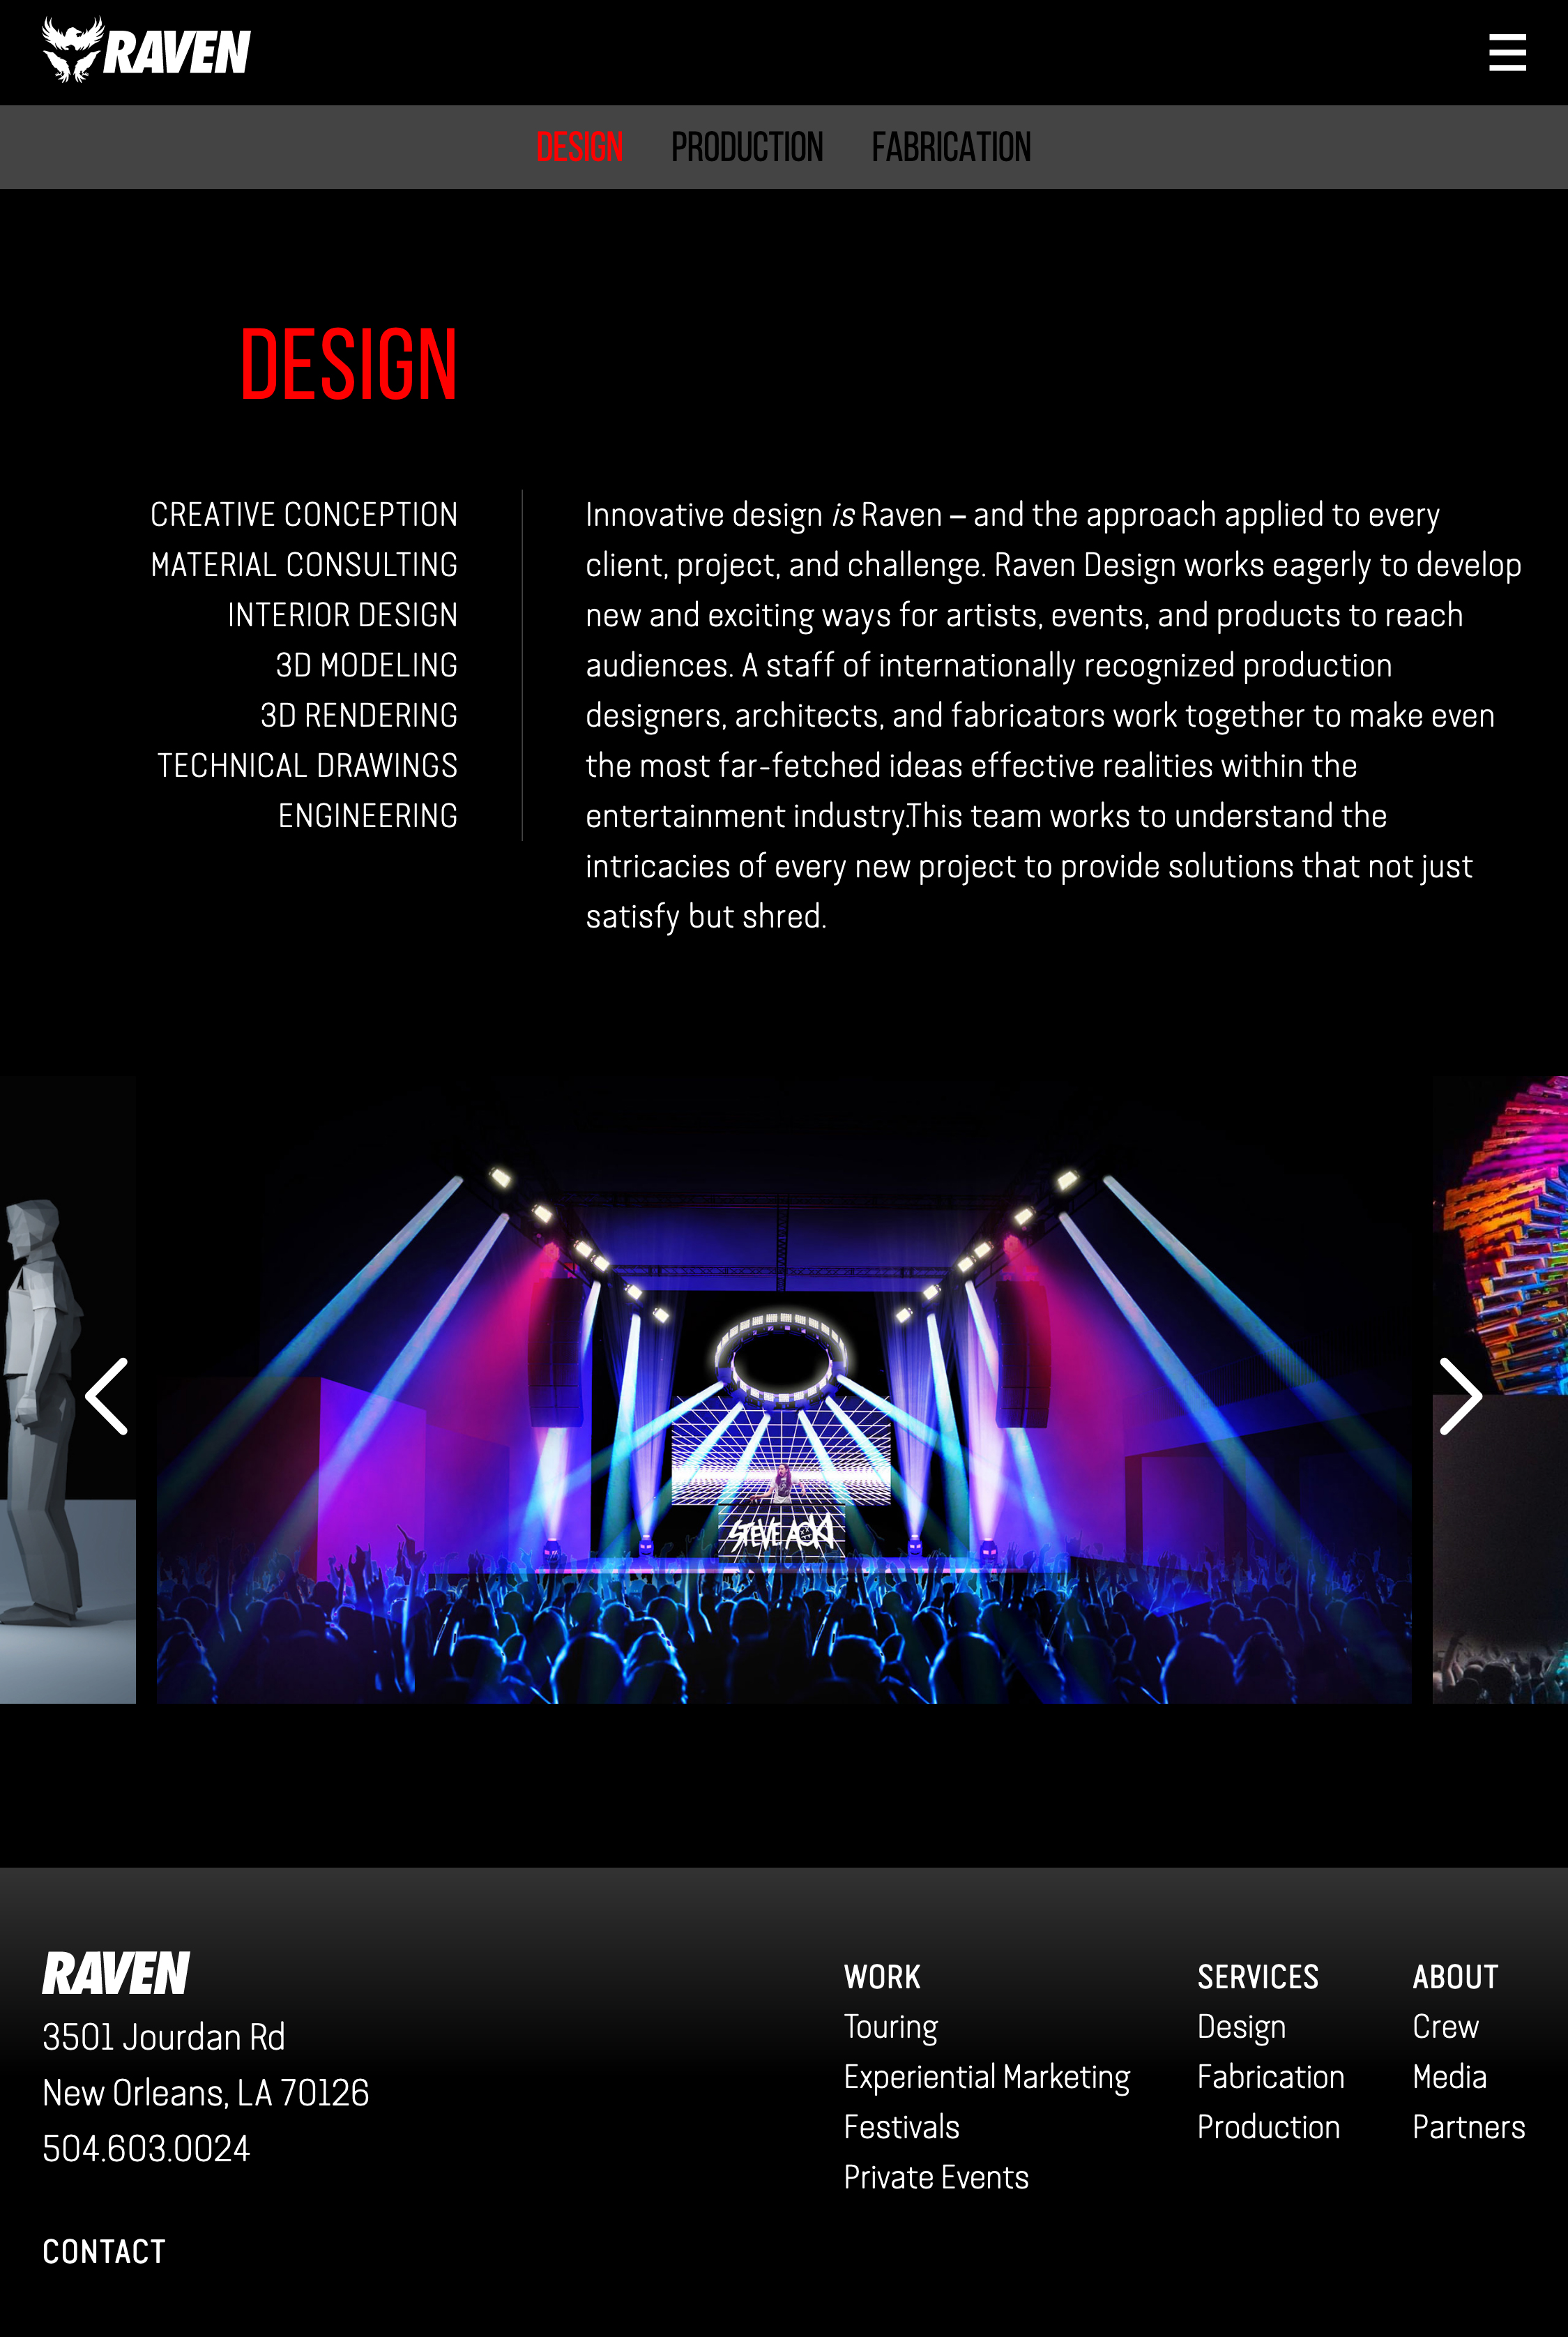 RAVEN
DESIGN PRODUCTION FABRICATION
DESIGN
CREATIVE CONCEPTION
MATERIAL CONSULTING
INTERIOR DESIGN
3D MODELING
3D RENDERING
TECHNICAL DRAWINGS
ENGINEERING
Innovative design is Raven – and the approach applied to every
client, project, and challenge. Raven Design works eagerly to develop
new and exciting ways for artists, events, and products to reach
audiences. A staff of internationally recognized production
designers, architects, and fabricators work together to make even
the most far-fetched ideas effective realities within the
entertainment industry.This team works to understand the
intricacies of every new project to provide solutions that not just
satisfy but shred.
STEVE AOKI
RAVEN
3501 Jourdan Rd
New Orleans, LA 70126
504.603.0024
CONTACT
WORK
Touring
Experiential Marketing
Festivals
Private Events
SERVICES
Design
Fabrication
Production
ABOUT
Crew
Media
Partners